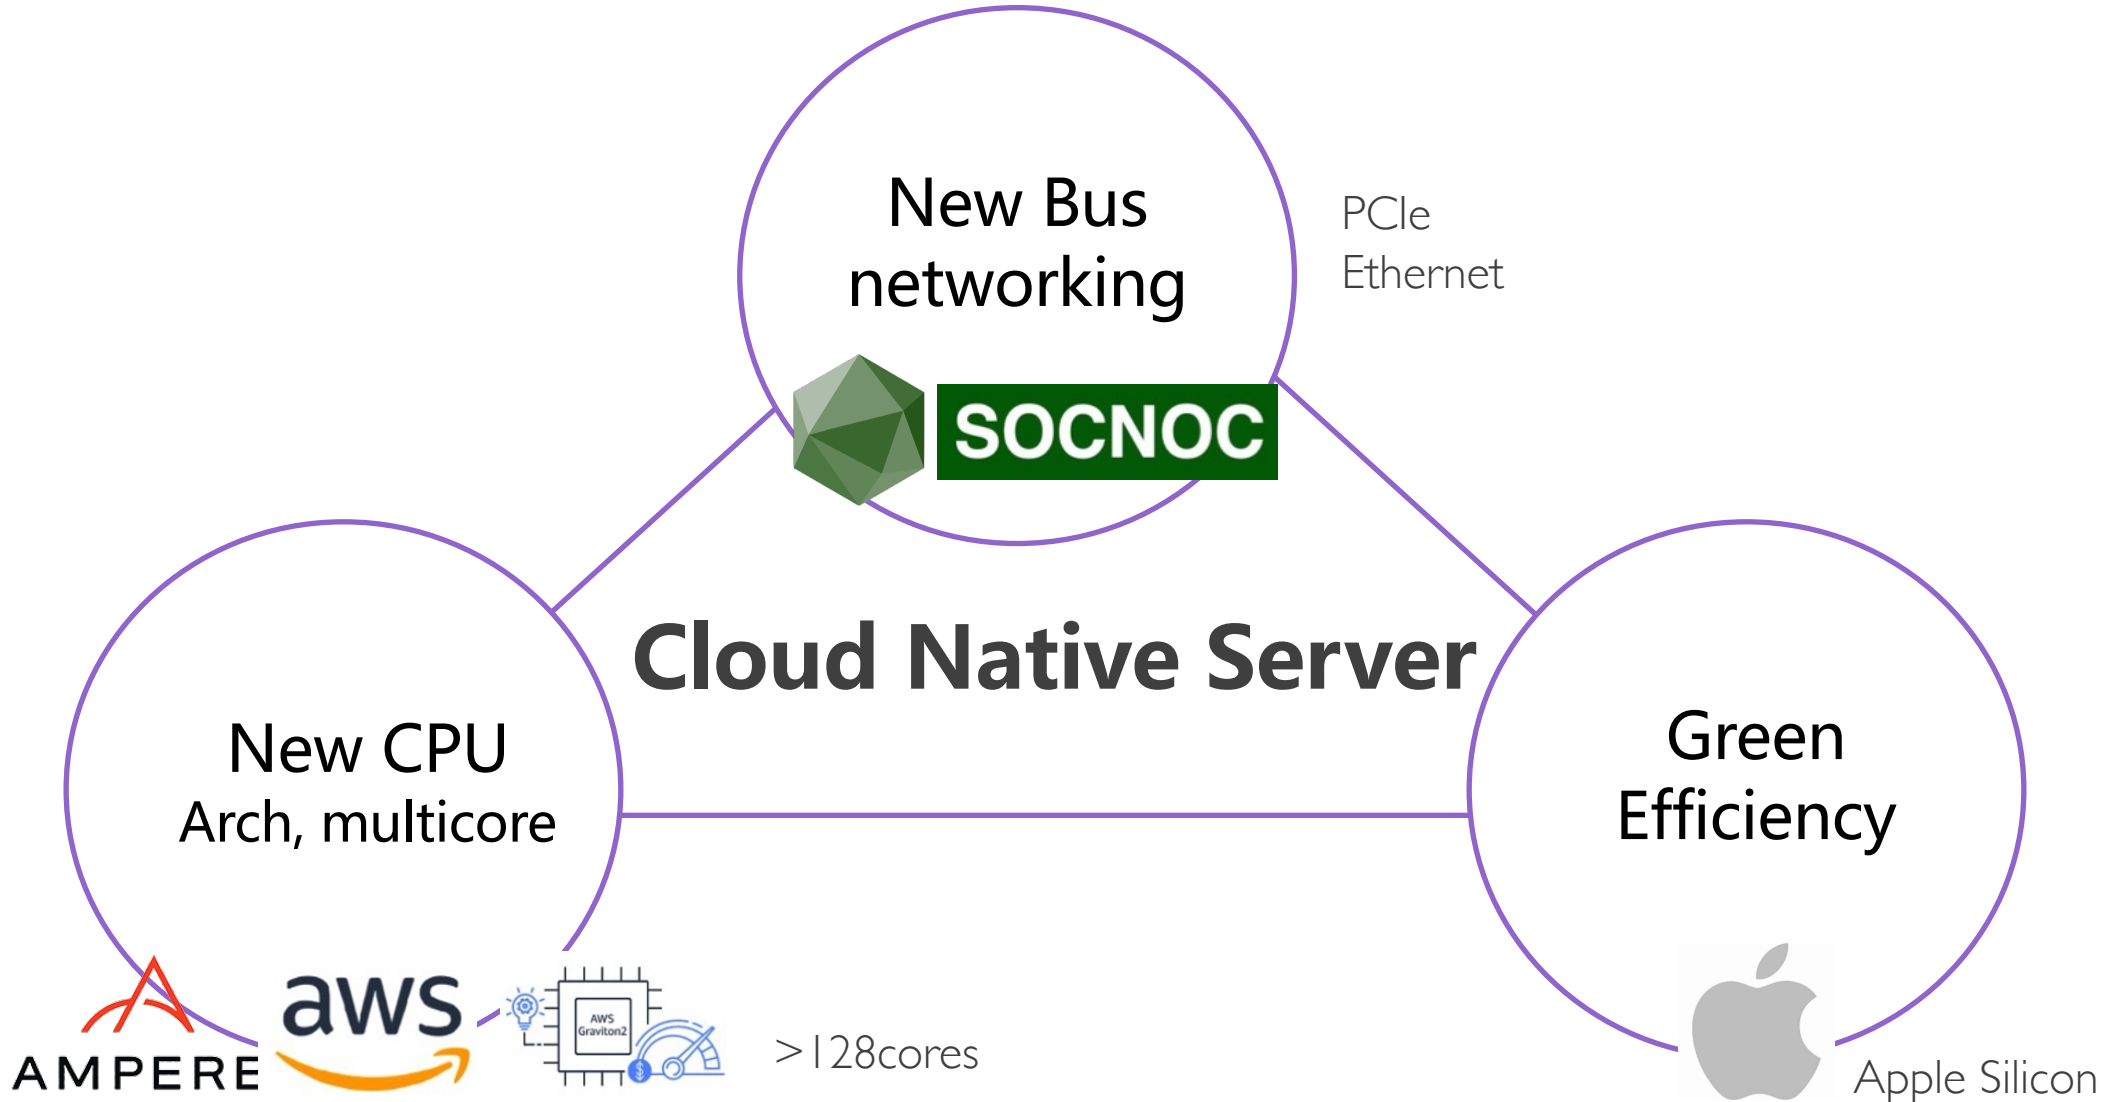 New Bus
networking
PCIe
Ethernet
SOCNOC
Cloud Native Server
New CPU
Arch, multicore
Green
Efficiency
AMPERE
aws
AWS
Graviton2
$
>128cores
Apple Silicon